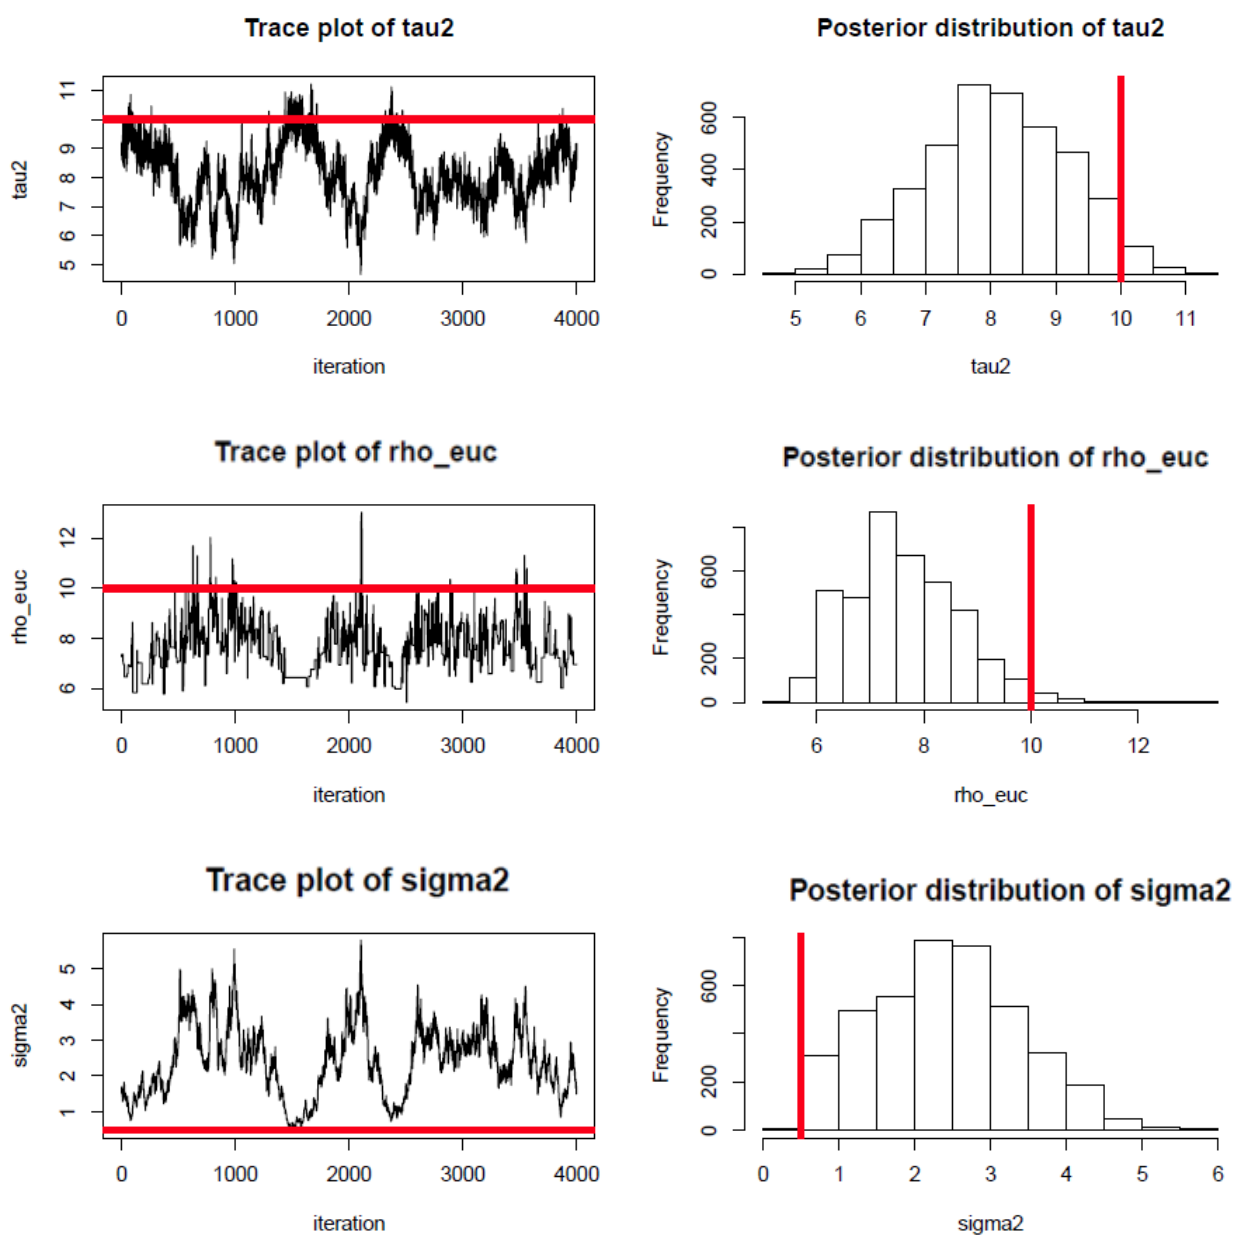 Trace plot of tau2
tau2
5 6 7 8 9 11
0 1000 2000 3000 4000
iteration
Posterior distribution of tau2
Frequency
0 200 400 600
5 6 7 8 9 10 11
tau2
Trace plot of rho_euc
rho_euc
6 8 10 12
0 1000 2000 3000 4000
iteration
Posterior distribution of rho_euc
Frequency
0 200 600
6 8 10 12
rho_euc
Trace plot of sigma2
sigma2
1 2 3 4 5
0 1000 2000 3000 4000
iteration
Posterior distribution of sigma2
Frequency
0 200 600
0 1 2 3 4 5 6
sigma2